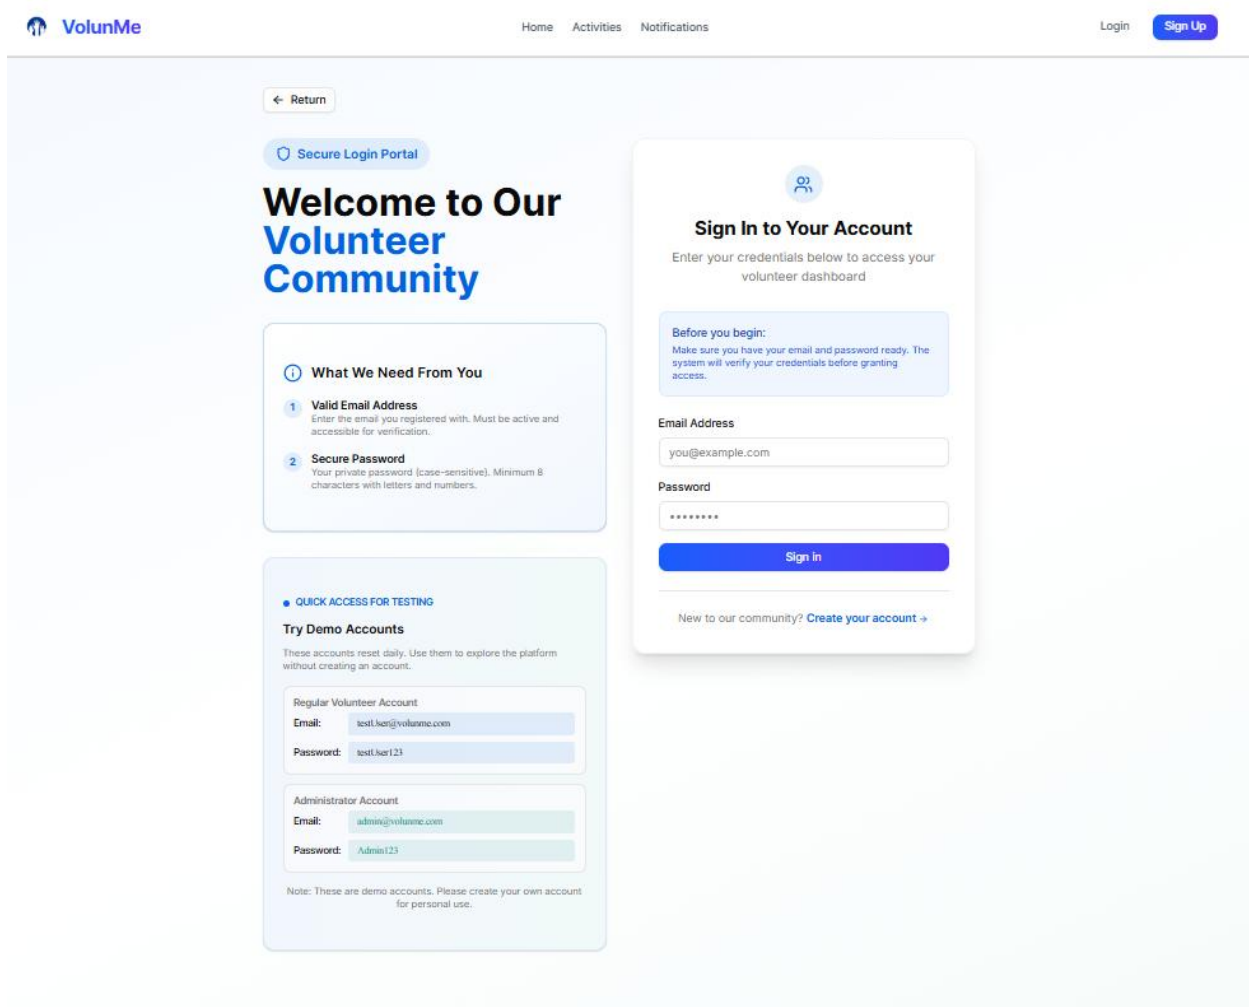 VolunMe
Home Activities Notifications
Login Sign Up
← Return
Secure Login Portal
Welcome to Our
Volunteer
Community
What We Need From You
1 Valid Email Address
Enter the email you registered with. Must be active and
accessible for verification.
2 Secure Password
Your private password (case-sensitive). Minimum 8
characters with letters and numbers.
QUICK ACCESS FOR TESTING
Try Demo Accounts
These accounts reset daily. Use them to explore the platform
without creating an account.
Regular Volunteer Account
Email: testUser@volunme.com
Password: testUser123
Administrator Account
Email: admin@volunme.com
Password: Admin123
Note: These are demo accounts. Please create your own account
for personal use.
Sign In to Your Account
Enter your credentials below to access your
volunteer dashboard
Before you begin:
Make sure you have your email and password ready. The
system will verify your credentials before granting
access.
Email Address
you@example.com
Password
••••••••
Sign in
New to our community? Create your account →